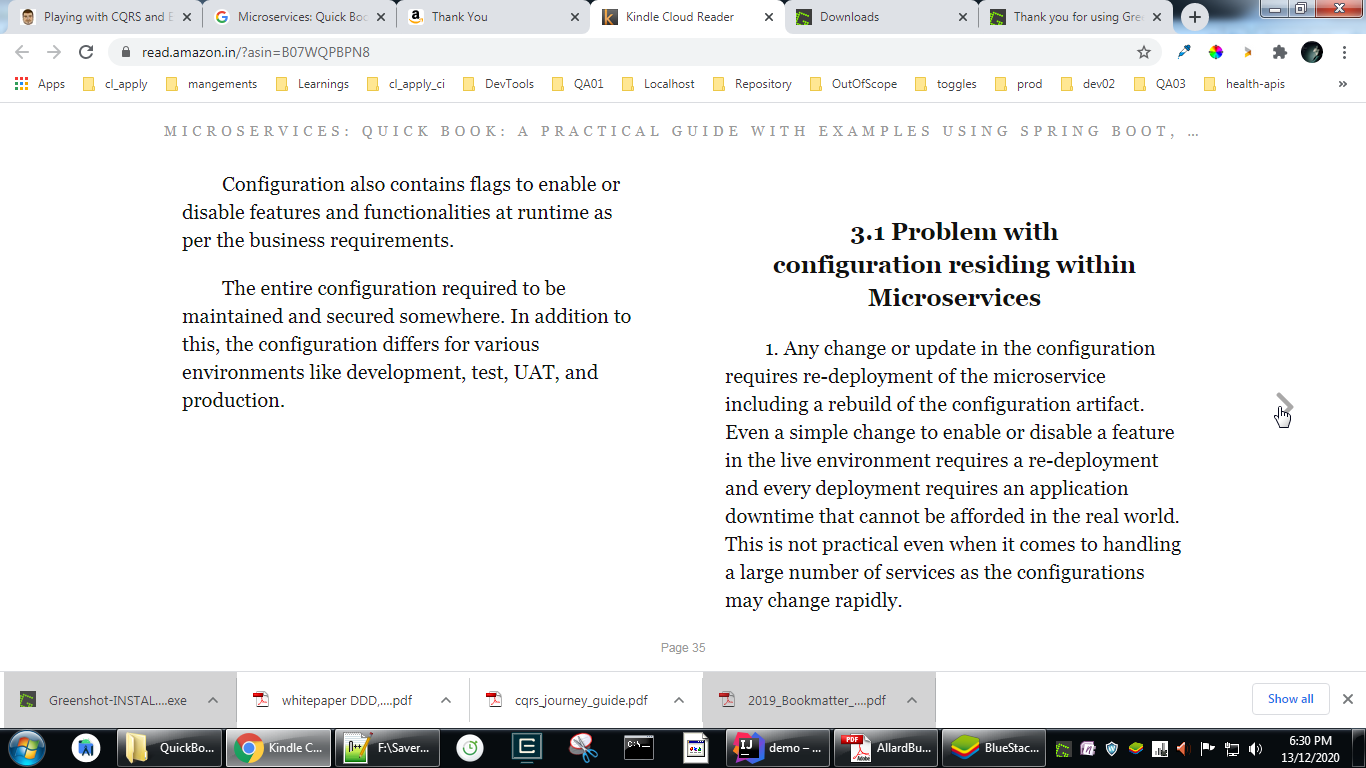 Playing with CQRS and E
Microservices: Quick Boo
Thank You
Kindle Cloud Reader
Downloads
Thank you for using Gre
read.amazon.in/?asin=B07WQPBPN8
Apps
cl_apply
mangements
Learnings
cl_apply_ci
DevTools
QA01
Localhost
Repository
OutOfScope
toggles
prod
dev02
QA03
health-apis
»
MICROSERVICES: QUICK BOOK: A PRACTICAL GUIDE WITH EXAMPLES USING SPRING BOOT, …
Configuration also contains flags to enable or
disable features and functionalities at runtime as
per the business requirements.
The entire configuration required to be
maintained and secured somewhere. In addition to
this, the configuration differs for various
environments like development, test, UAT, and
production.
3.1 Problem with
configuration residing within
Microservices
1. Any change or update in the configuration
requires re-deployment of the microservice
including a rebuild of the configuration artifact.
Even a simple change to enable or disable a feature
in the live environment requires a re-deployment
and every deployment requires an application
downtime that cannot be afforded in the real world.
This is not practical even when it comes to handling
a large number of services as the configurations
may change rapidly.
Page 35
Greenshot-INSTAL....exe
whitepaper DDD,....pdf
cqrs_journey_guide.pdf
2019_Bookmatter_....pdf
Show all
QuickBo...
Kindle C...
F:\Saver...
demo – ...
AllardBu...
BlueStac...
6:30 PM
13/12/2020